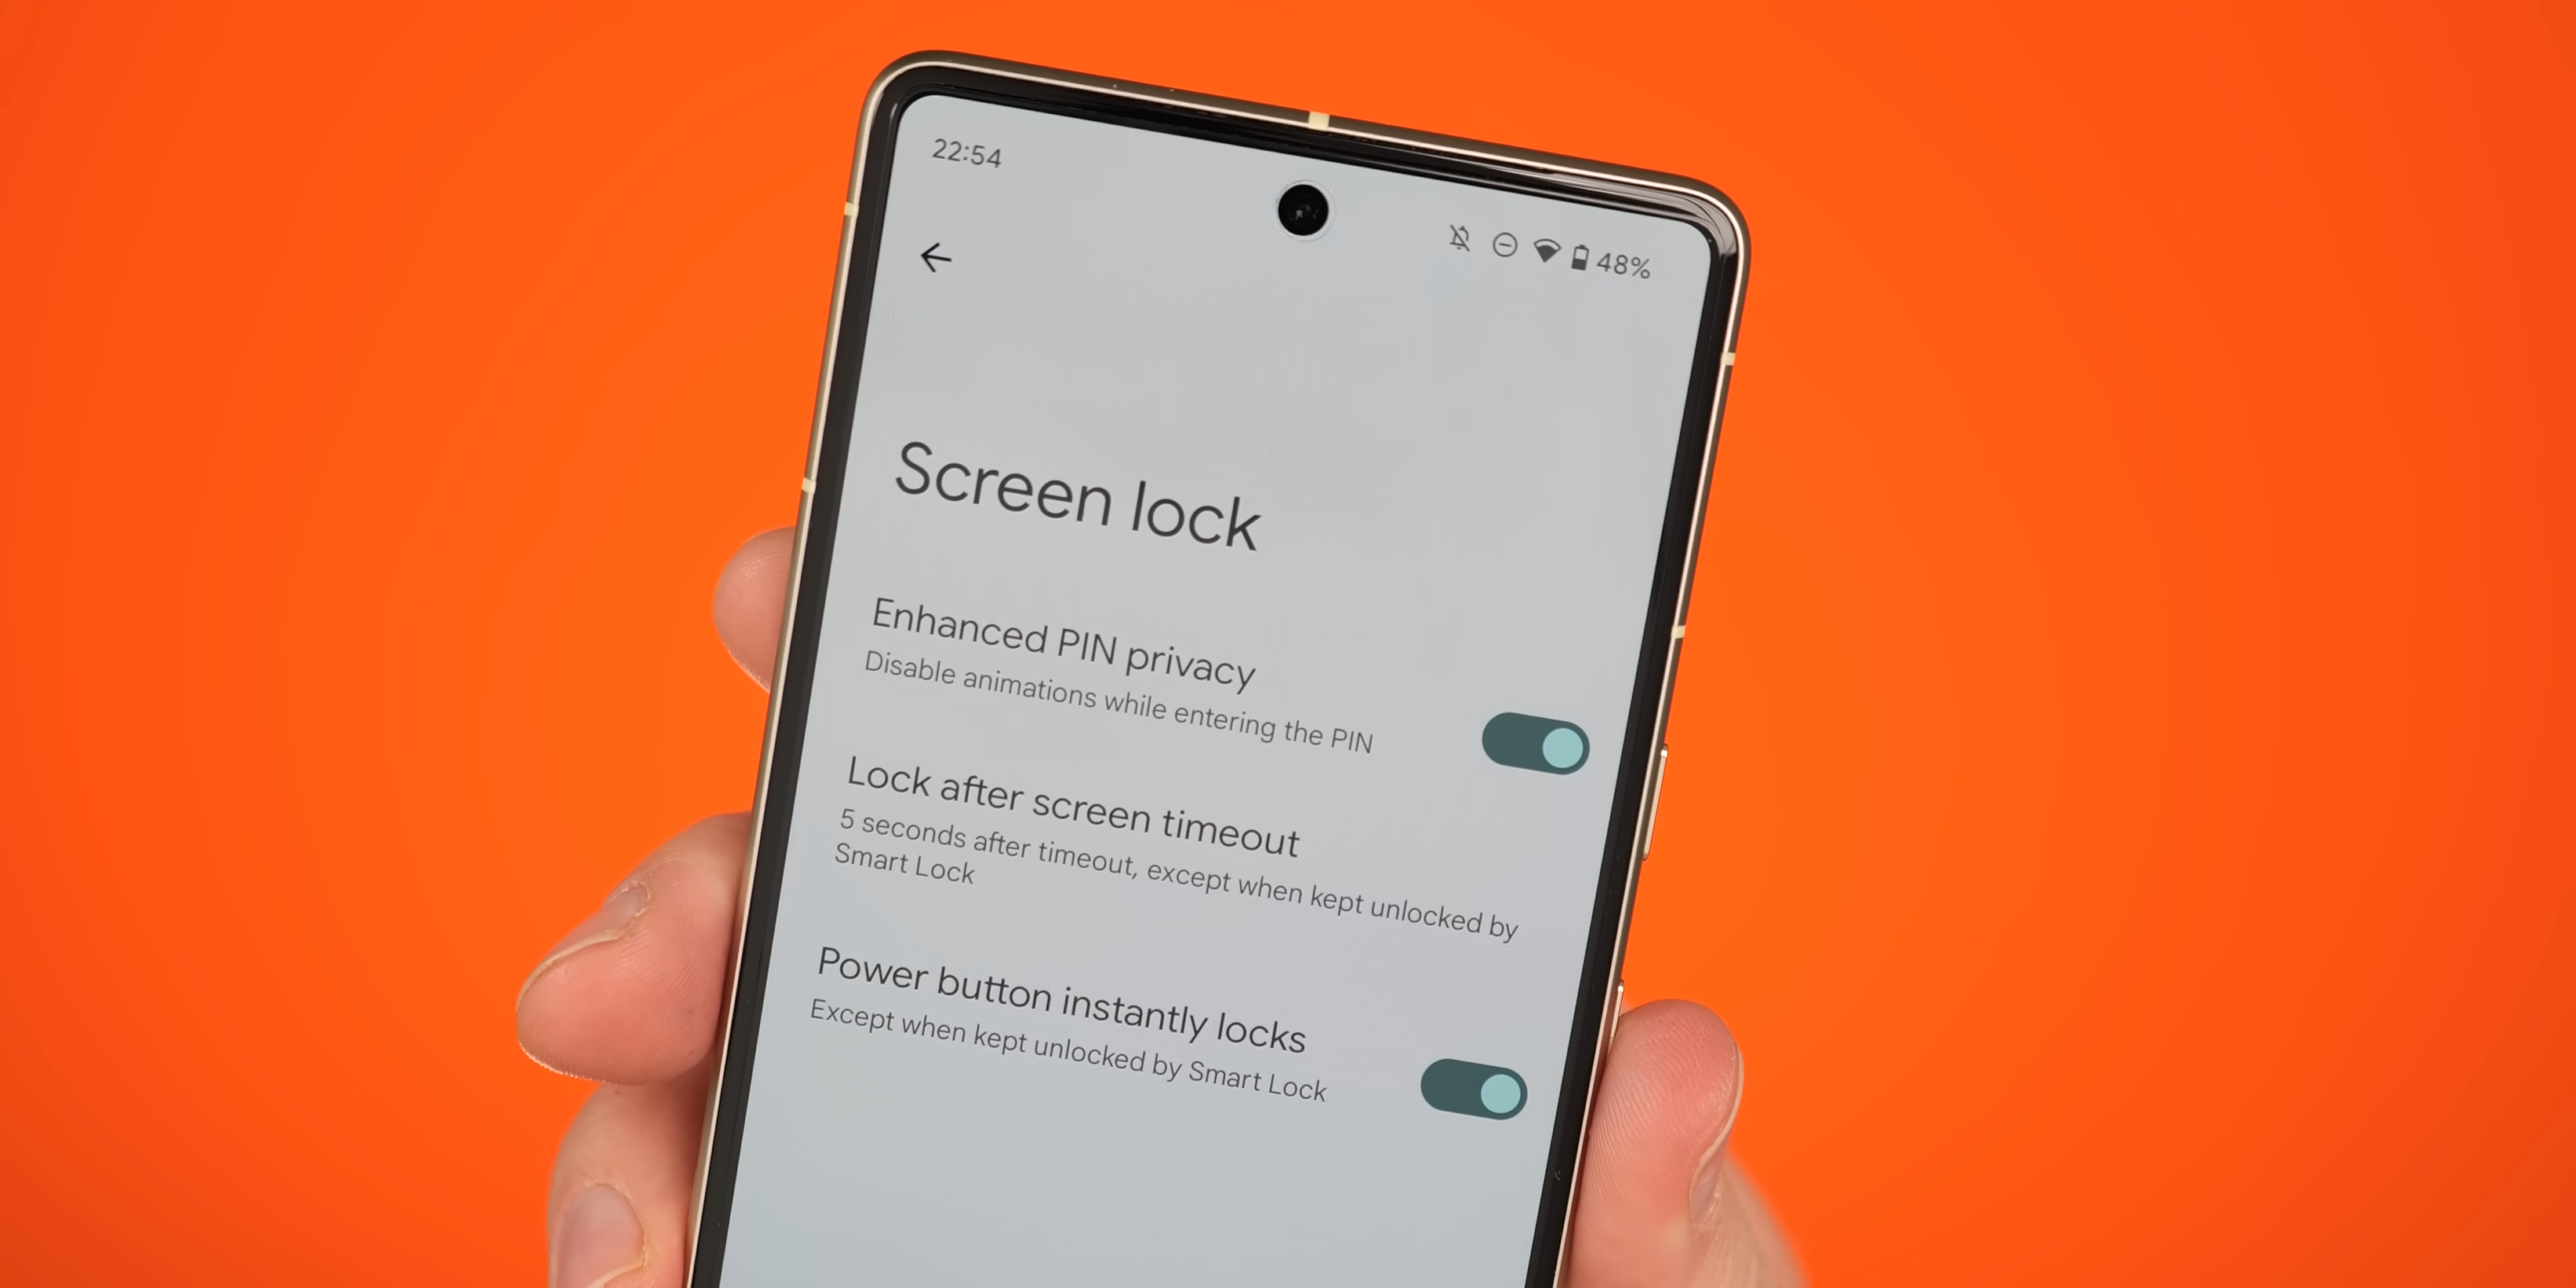 22:54
48%
Screen lock
Enhanced PIN privacy
Disable animations while entering the PIN
Lock after screen timeout
5 seconds after timeout, except when kept unlocked by
Smart Lock
Power button instantly locks
Except when kept unlocked by Smart Lock